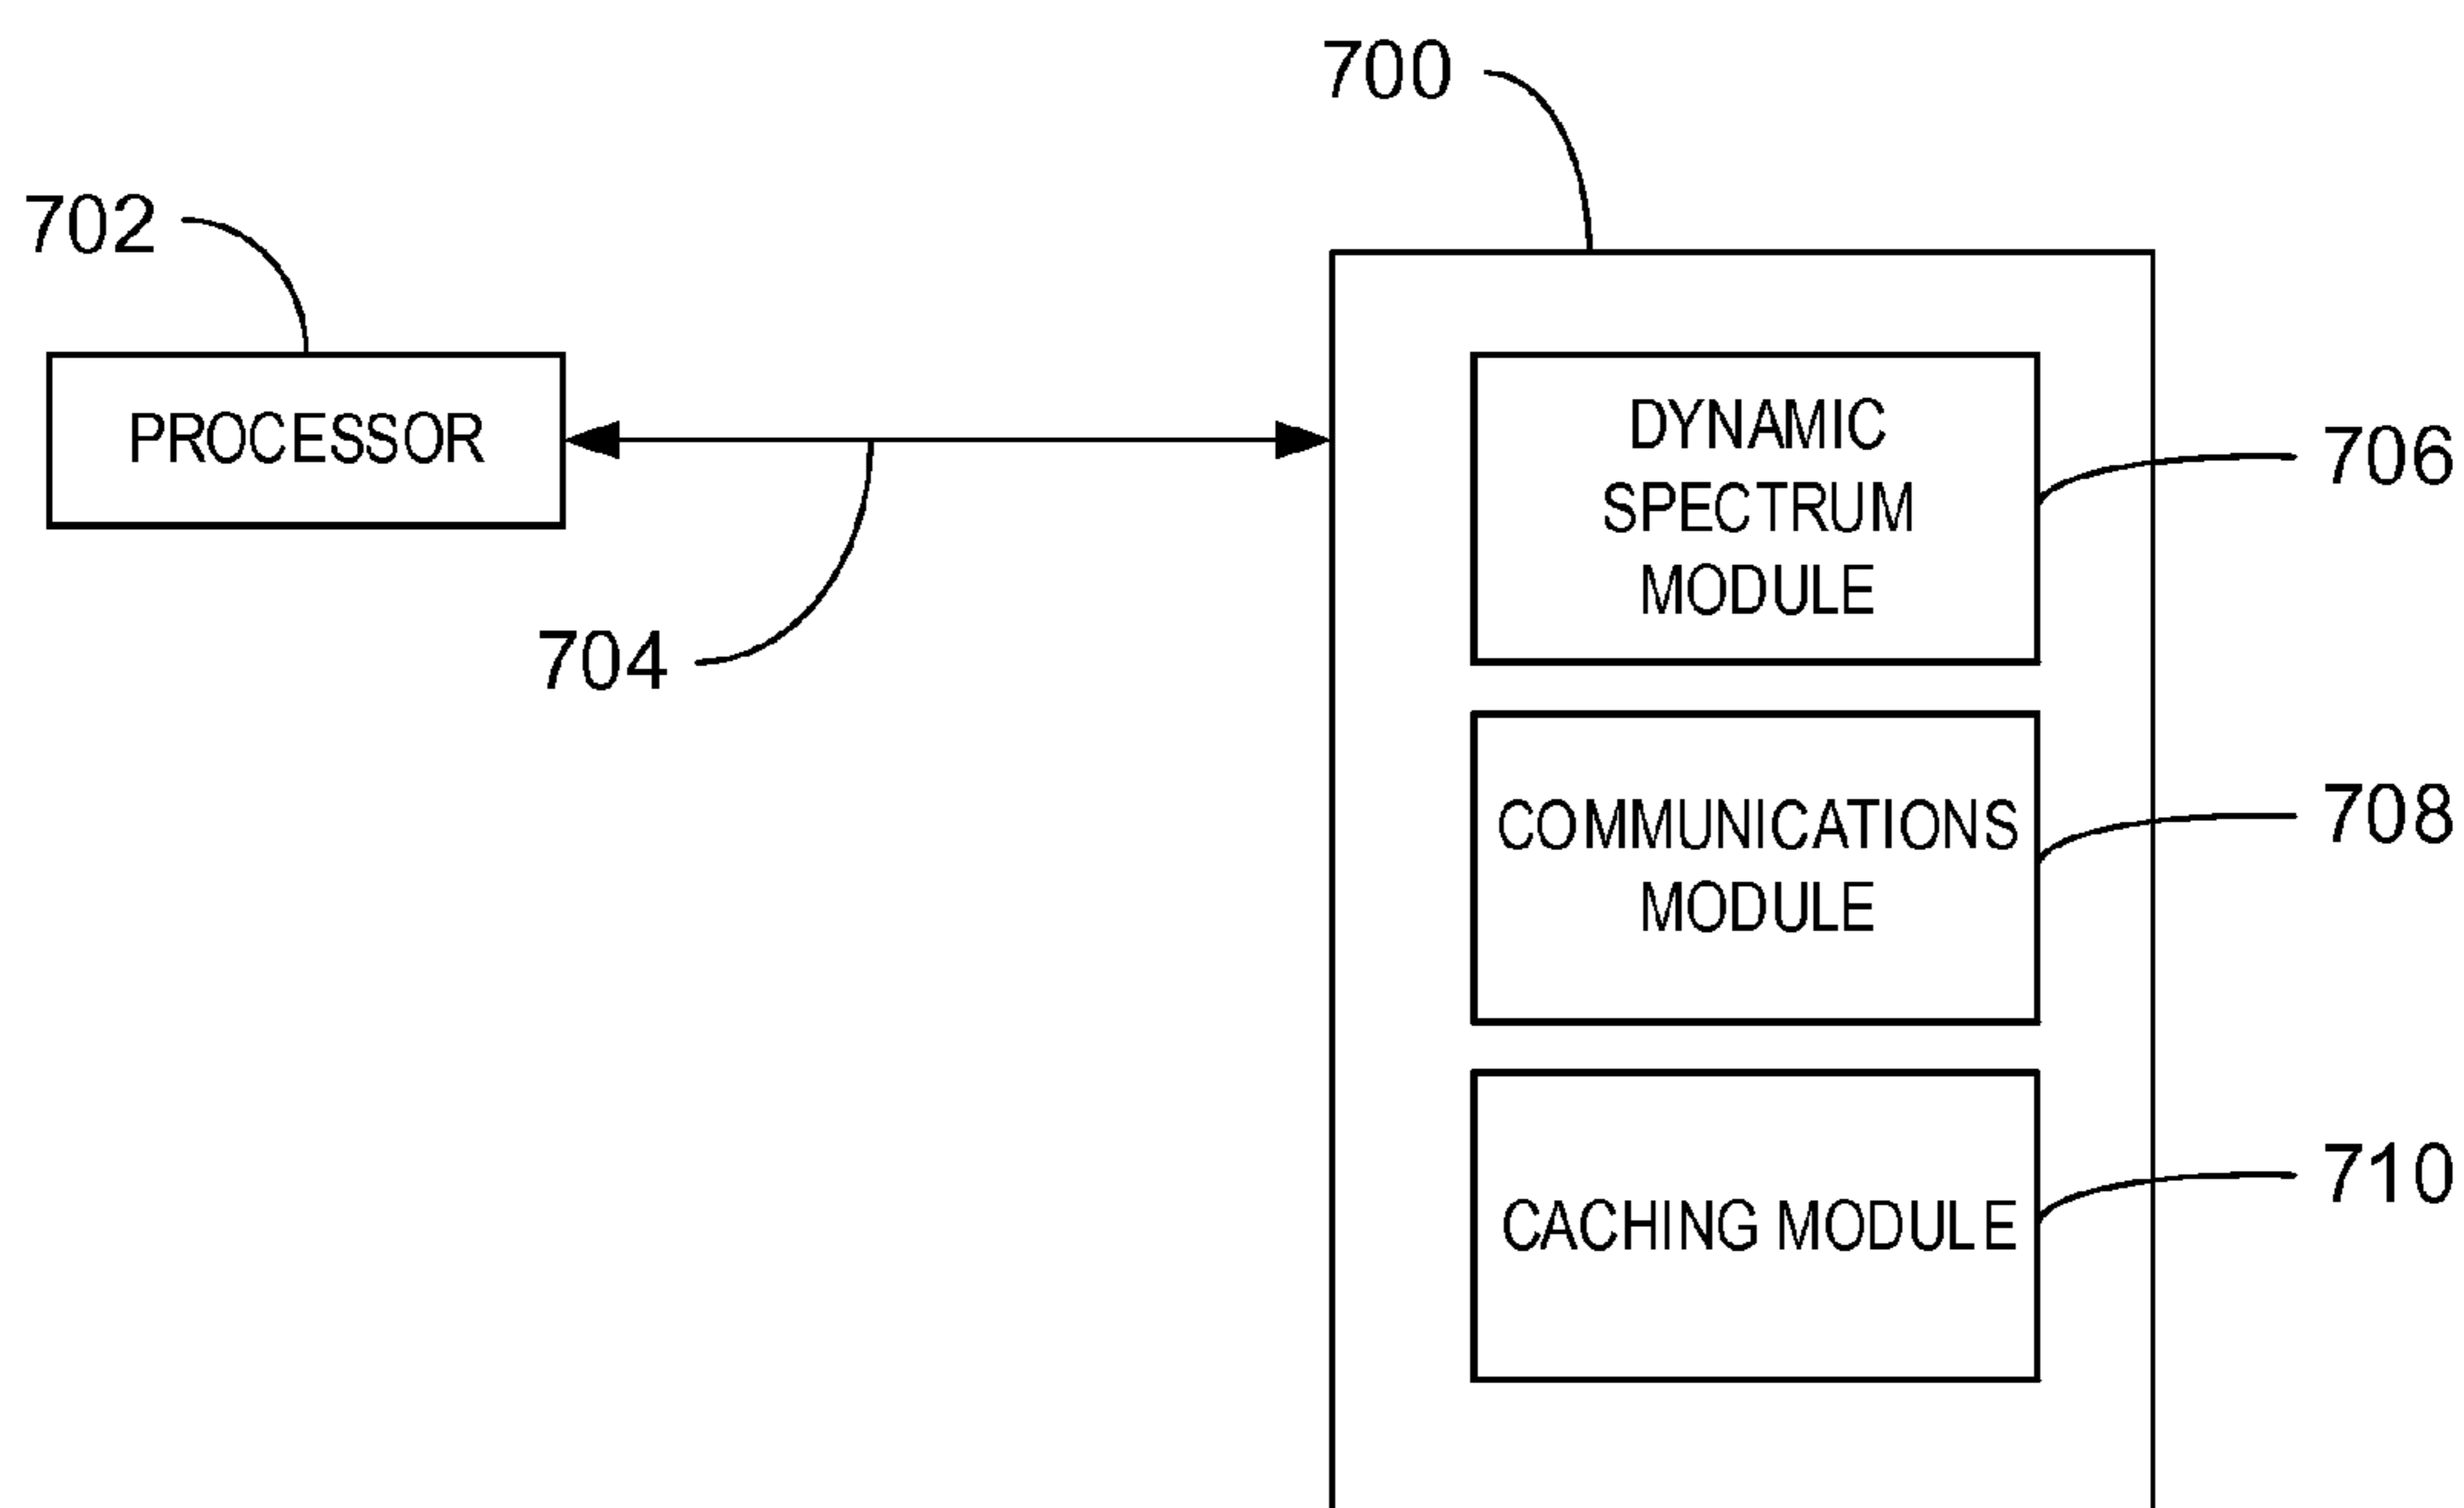 700
702
PROCESSOR
704
DYNAMIC
SPECTRUM
MODULE
706
COMMUNICATIONS
MODULE
708
CACHING MODULE
710